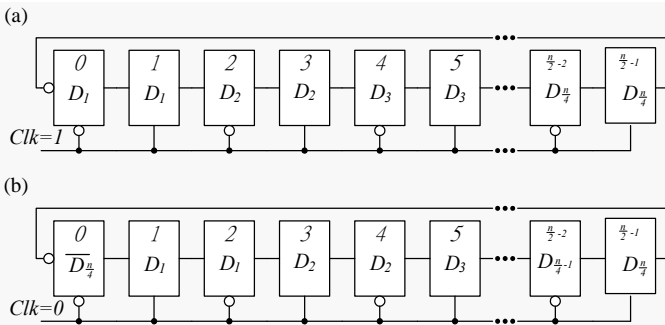 (a)
0 1 2 3 4 5 n/2 -2 n/2 -1
D1 D1 D2 D2 D3 D3 Dn/4 Dn/4
Clk=1
(b)
0 1 2 3 4 5 n/2 -2 n/2 -1
D̅n/4 D1 D1 D2 D2 D3 Dn/4-1 Dn/4
Clk=0